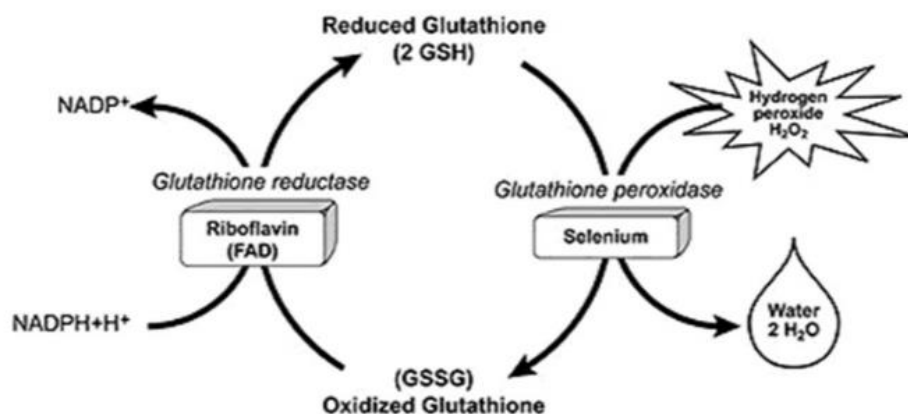 Reduced Glutathione
(2 GSH)
NADP⁺
Hydrogen
peroxide
H₂O₂
Glutathione reductase
Glutathione peroxidase
Riboflavin
(FAD)
Selenium
NADPH+H⁺
Water
2 H₂O
(GSSG)
Oxidized Glutathione